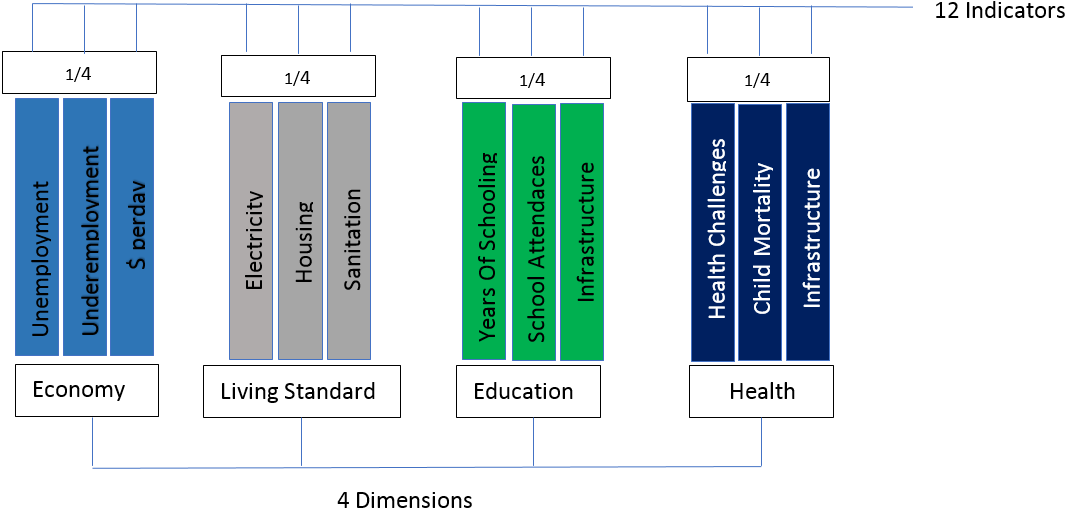 12 Indicators
1/4
1/4
1/4
1/4
Unemployment
Underemployment
$ perday
Electricity
Housing
Sanitation
Years Of Schooling
School Attendaces
Infrastructure
Health Challenges
Child Mortality
Infrastructure
Economy
Living Standard
Education
Health
4 Dimensions